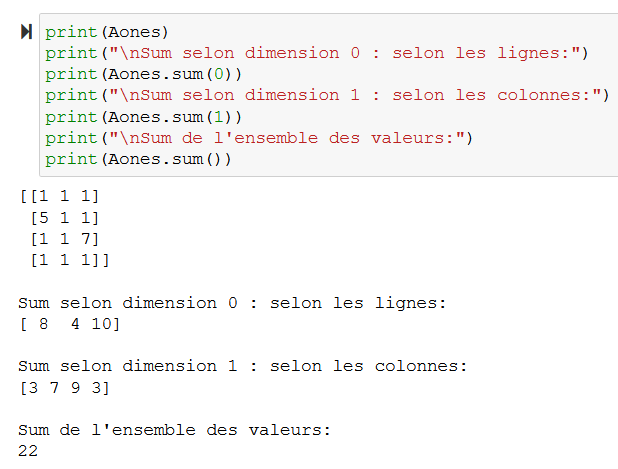 print(Aones)
print("\nSum selon dimension 0 : selon les lignes:")
print(Aones.sum(0))
print("\nSum selon dimension 1 : selon les colonnes:")
print(Aones.sum(1))
print("\nSum de l'ensemble des valeurs:")
print(Aones.sum())
[[1 1 1]
 [5 1 1]
 [1 1 7]
 [1 1 1]]
Sum selon dimension 0 : selon les lignes:
[ 8  4 10]
Sum selon dimension 1 : selon les colonnes:
[3 7 9 3]
Sum de l'ensemble des valeurs:
22